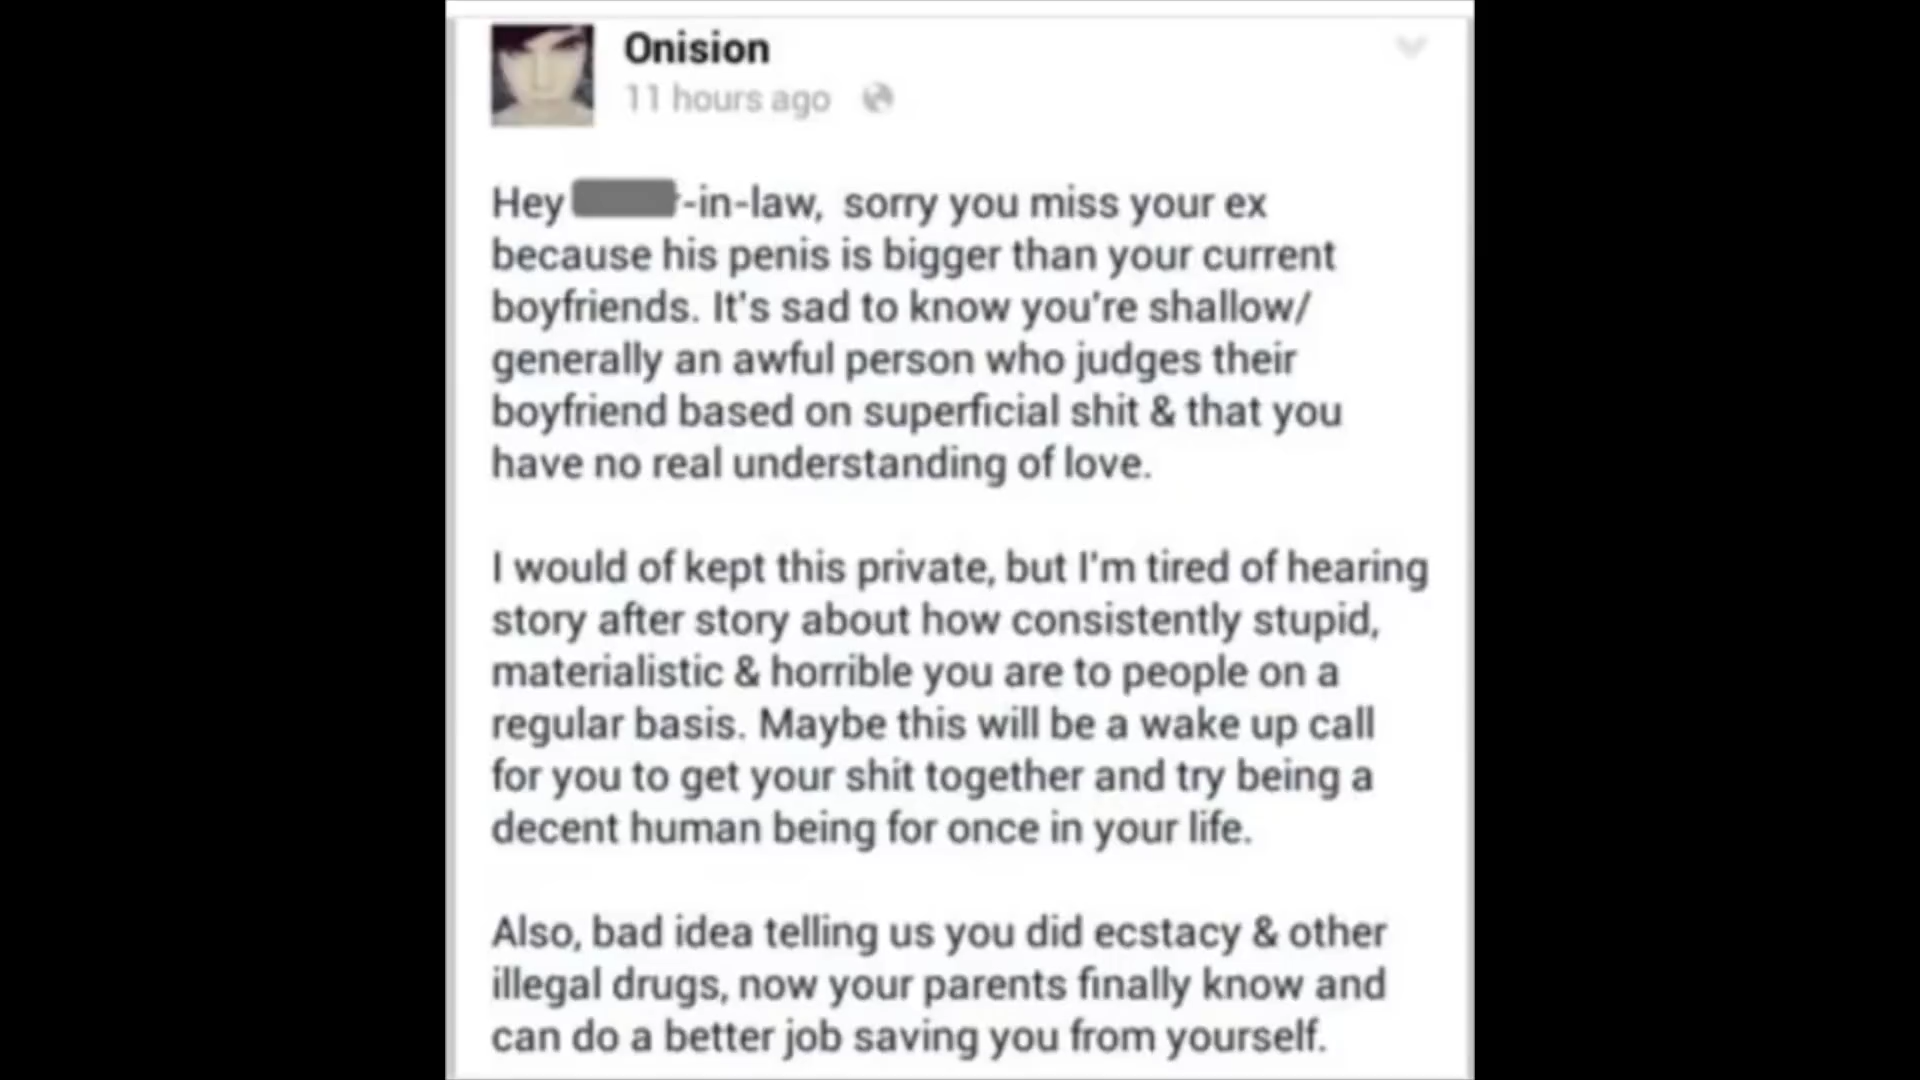 Onision
11 hours ago
Hey -in-law, sorry you miss your ex
because his penis is bigger than your current
boyfriends. It's sad to know you're shallow/
generally an awful person who judges their
boyfriend based on superficial shit & that you
have no real understanding of love.
I would of kept this private, but I'm tired of hearing
story after story about how consistently stupid,
materialistic & horrible you are to people on a
regular basis. Maybe this will be a wake up call
for you to get your shit together and try being a
decent human being for once in your life.
Also, bad idea telling us you did ecstacy & other
illegal drugs, now your parents finally know and
can do a better job saving you from yourself.